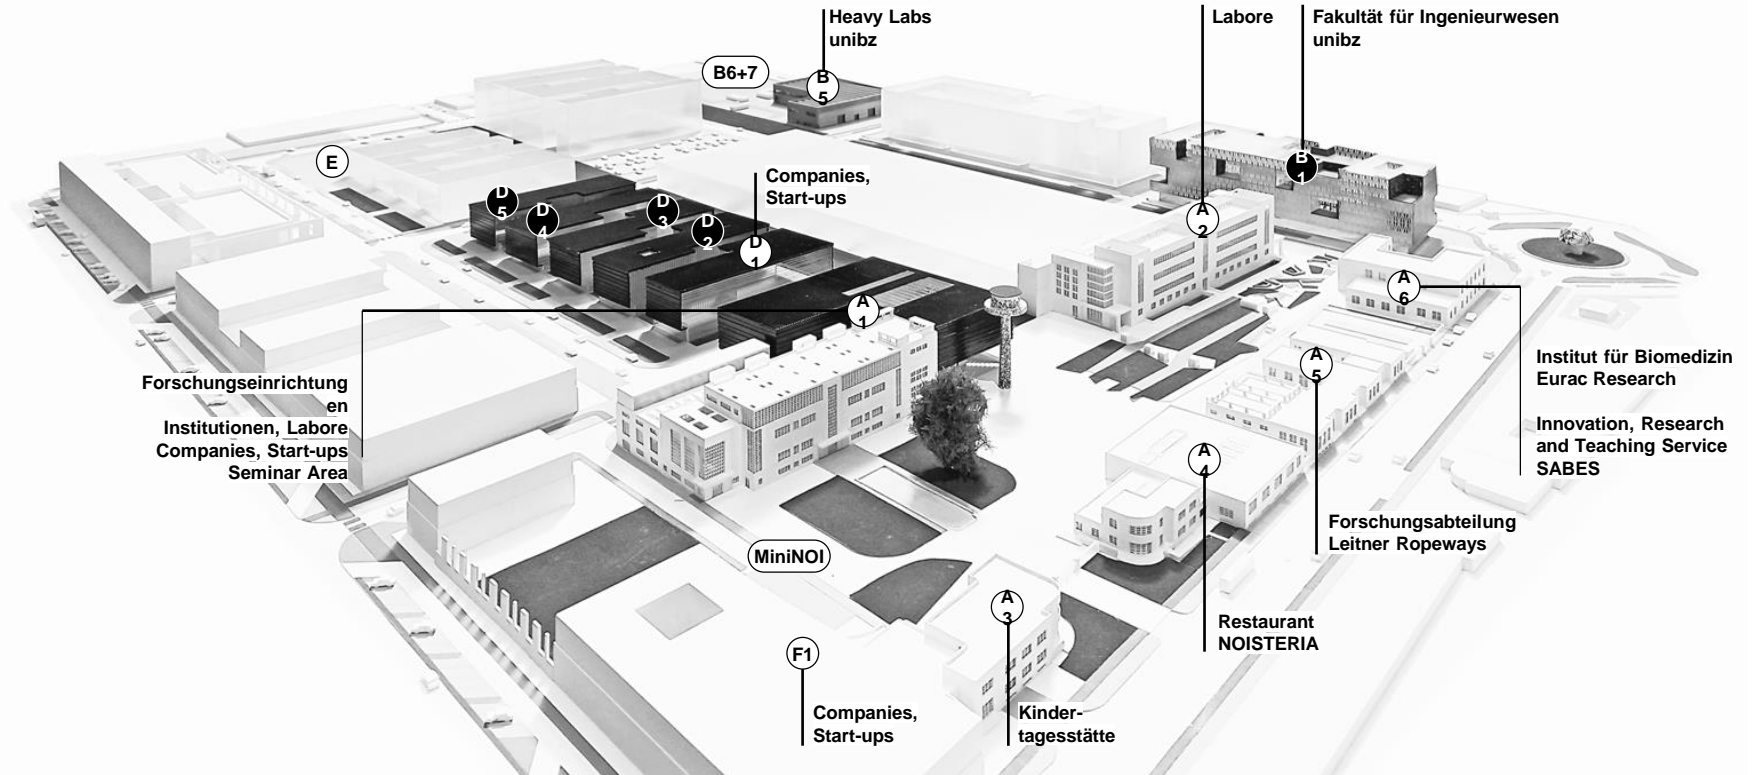 Heavy Labs
unibz
Labore
Fakultät für Ingenieurwesen
unibz
B6+7
B
5
E
B
1
Companies,
Start-ups
D
5
D
4
D
3
D
2
D
1
A
2
A
6
A
1
Institut für Biomedizin
Eurac Research
A
5
Forschungseinrichtung
en
Institutionen, Labore
Companies, Start-ups
Seminar Area
Innovation, Research
and Teaching Service
SABES
A
4
Forschungsabteilung
Leitner Ropeways
MiniNOI
A
3
Restaurant
NOISTERIA
F1
Companies,
Start-ups
Kinder-
tagesstätte